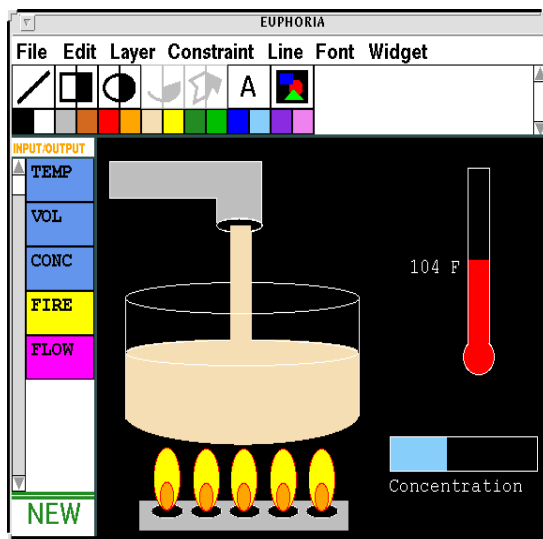 EUPHORIA
File Edit Layer Constraint Line Font Widget
A
INPUT/OUTPUT
TEMP
VOL
CONC
FIRE
FLOW
104 F
Concentration
NEW